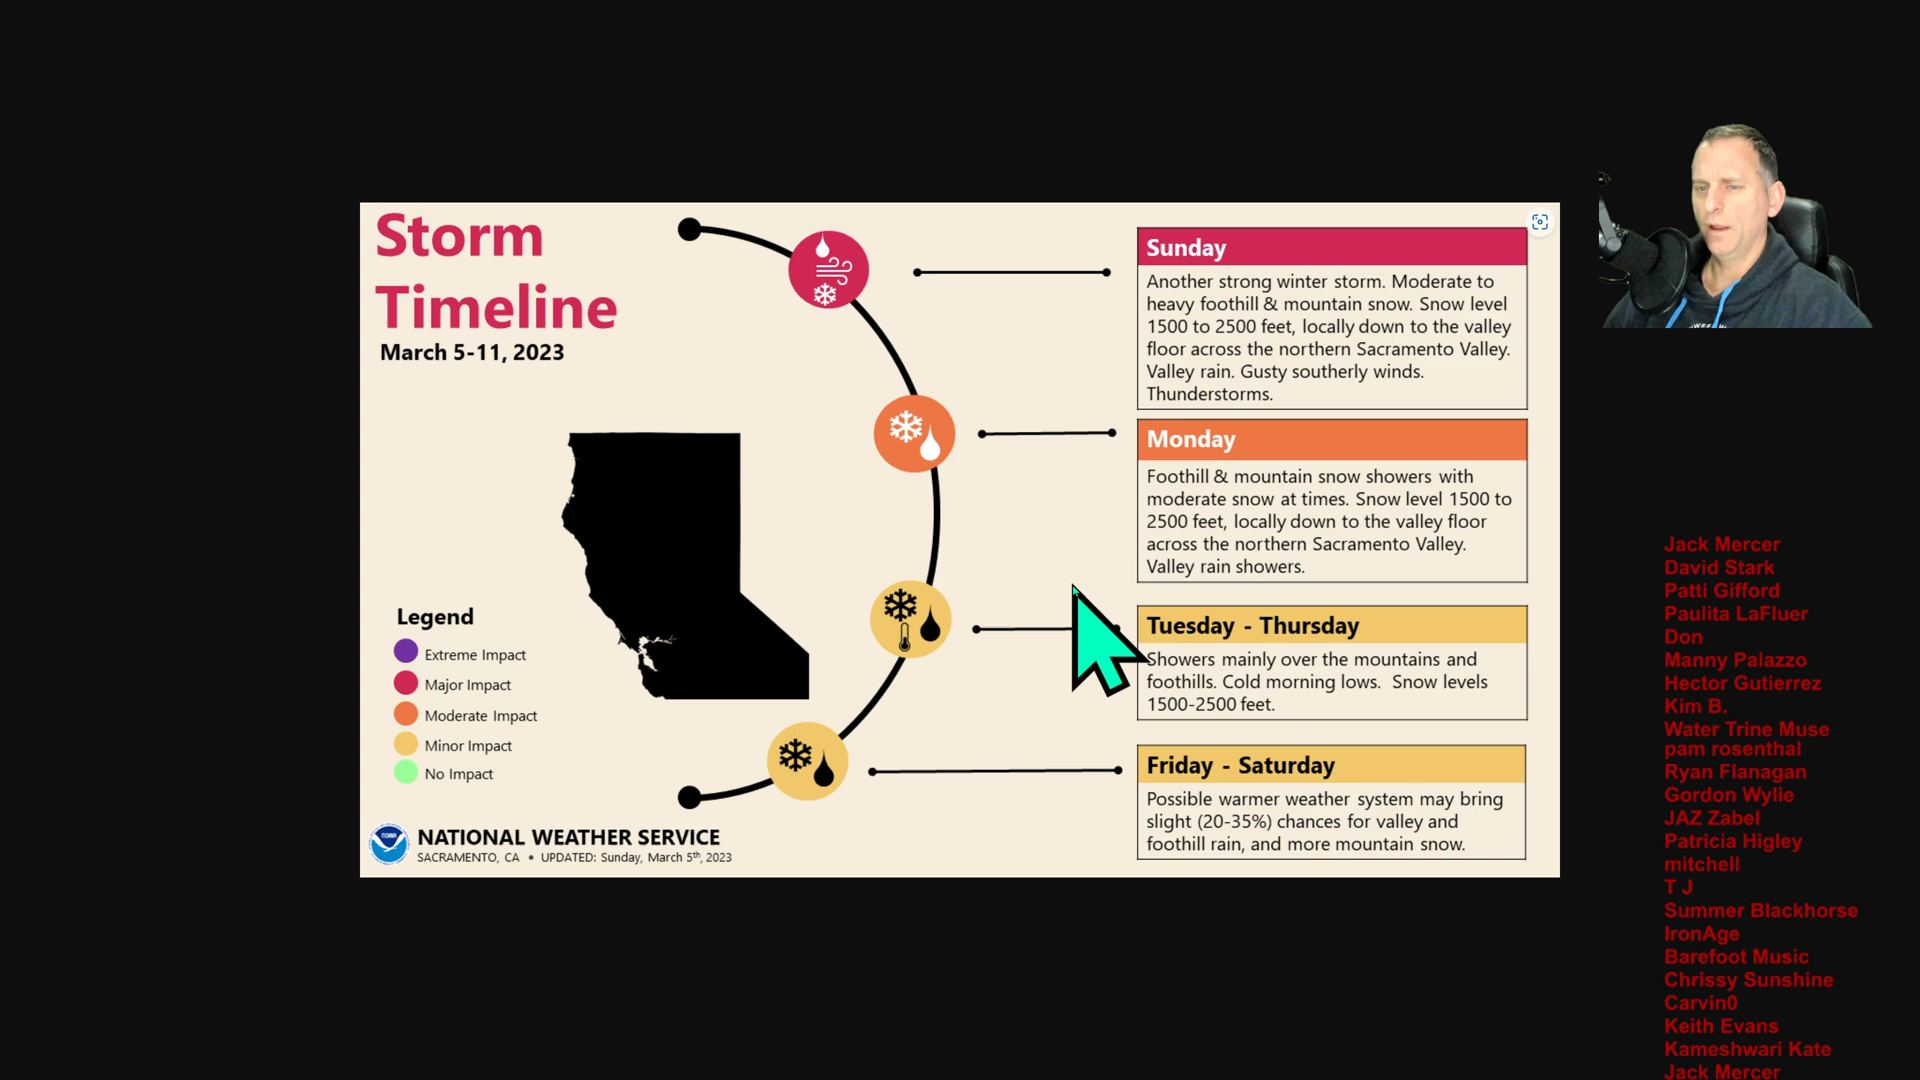 Storm
Timeline
March 5-11, 2023
Sunday
Another strong winter storm. Moderate to
heavy foothill & mountain snow. Snow level
1500 to 2500 feet, locally down to the valley
floor across the northern Sacramento Valley.
Valley rain. Gusty southerly winds.
Thunderstorms.
Monday
Foothill & mountain snow showers with
moderate snow at times. Snow level 1500 to
2500 feet, locally down to the valley floor
across the northern Sacramento Valley.
Valley rain showers.
Tuesday - Thursday
Showers mainly over the mountains and
foothills. Cold morning lows. Snow levels
1500-2500 feet.
Friday - Saturday
Possible warmer weather system may bring
slight (20-35%) chances for valley and
foothill rain, and more mountain snow.
Legend
Extreme Impact
Major Impact
Moderate Impact
Minor Impact
No Impact
NOAA
NATIONAL WEATHER SERVICE
SACRAMENTO, CA • UPDATED: Sunday, March 5th, 2023
Jack Mercer
David Stark
Patti Gifford
Paulita LaFluer
Don
Manny Palazzo
Hector Gutierrez
Kim B.
Water Trine Muse
pam rosenthal
Ryan Flanagan
Gordon Wylie
JAZ Zabel
Patricia Higley
mitchell
T J
Summer Blackhorse
IronAge
Barefoot Music
Chrissy Sunshine
Carvin0
Keith Evans
Kameshwari Kate
Jack Mercer